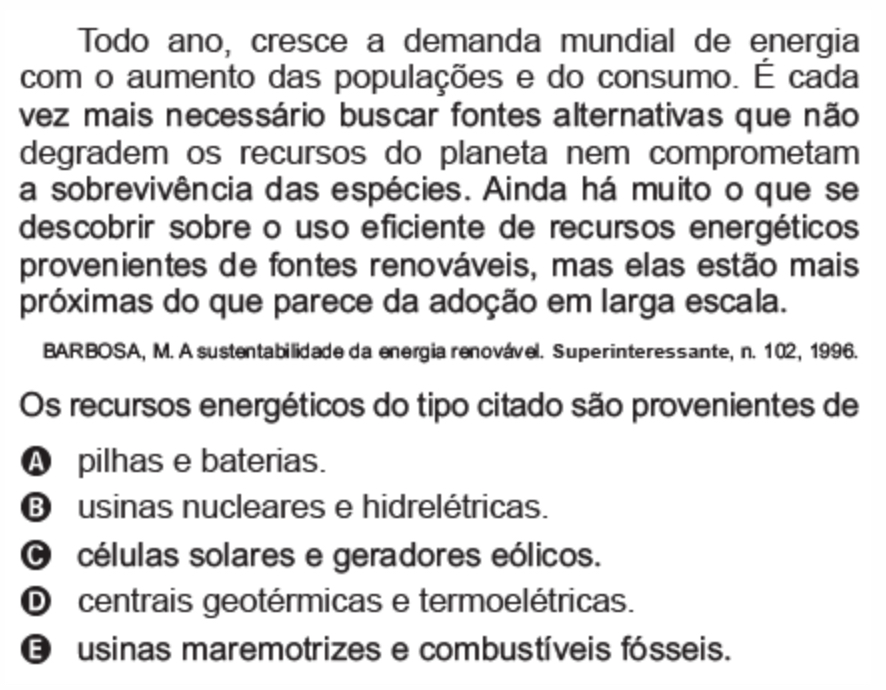 Todo ano, cresce a demanda mundial de energia
com o aumento das populações e do consumo. É cada
vez mais necessário buscar fontes alternativas que não
degradem os recursos do planeta nem comprometam
a sobrevivência das espécies. Ainda há muito o que se
descobrir sobre o uso eficiente de recursos energéticos
provenientes de fontes renováveis, mas elas estão mais
próximas do que parece da adoção em larga escala.
BARBOSA, M. A sustentabilidade da energia renovável. Superinteressante, n. 102, 1996.
Os recursos energéticos do tipo citado são provenientes de
A pilhas e baterias.
B usinas nucleares e hidrelétricas.
C células solares e geradores eólicos.
D centrais geotérmicas e termoelétricas.
E usinas maremotrizes e combustíveis fósseis.